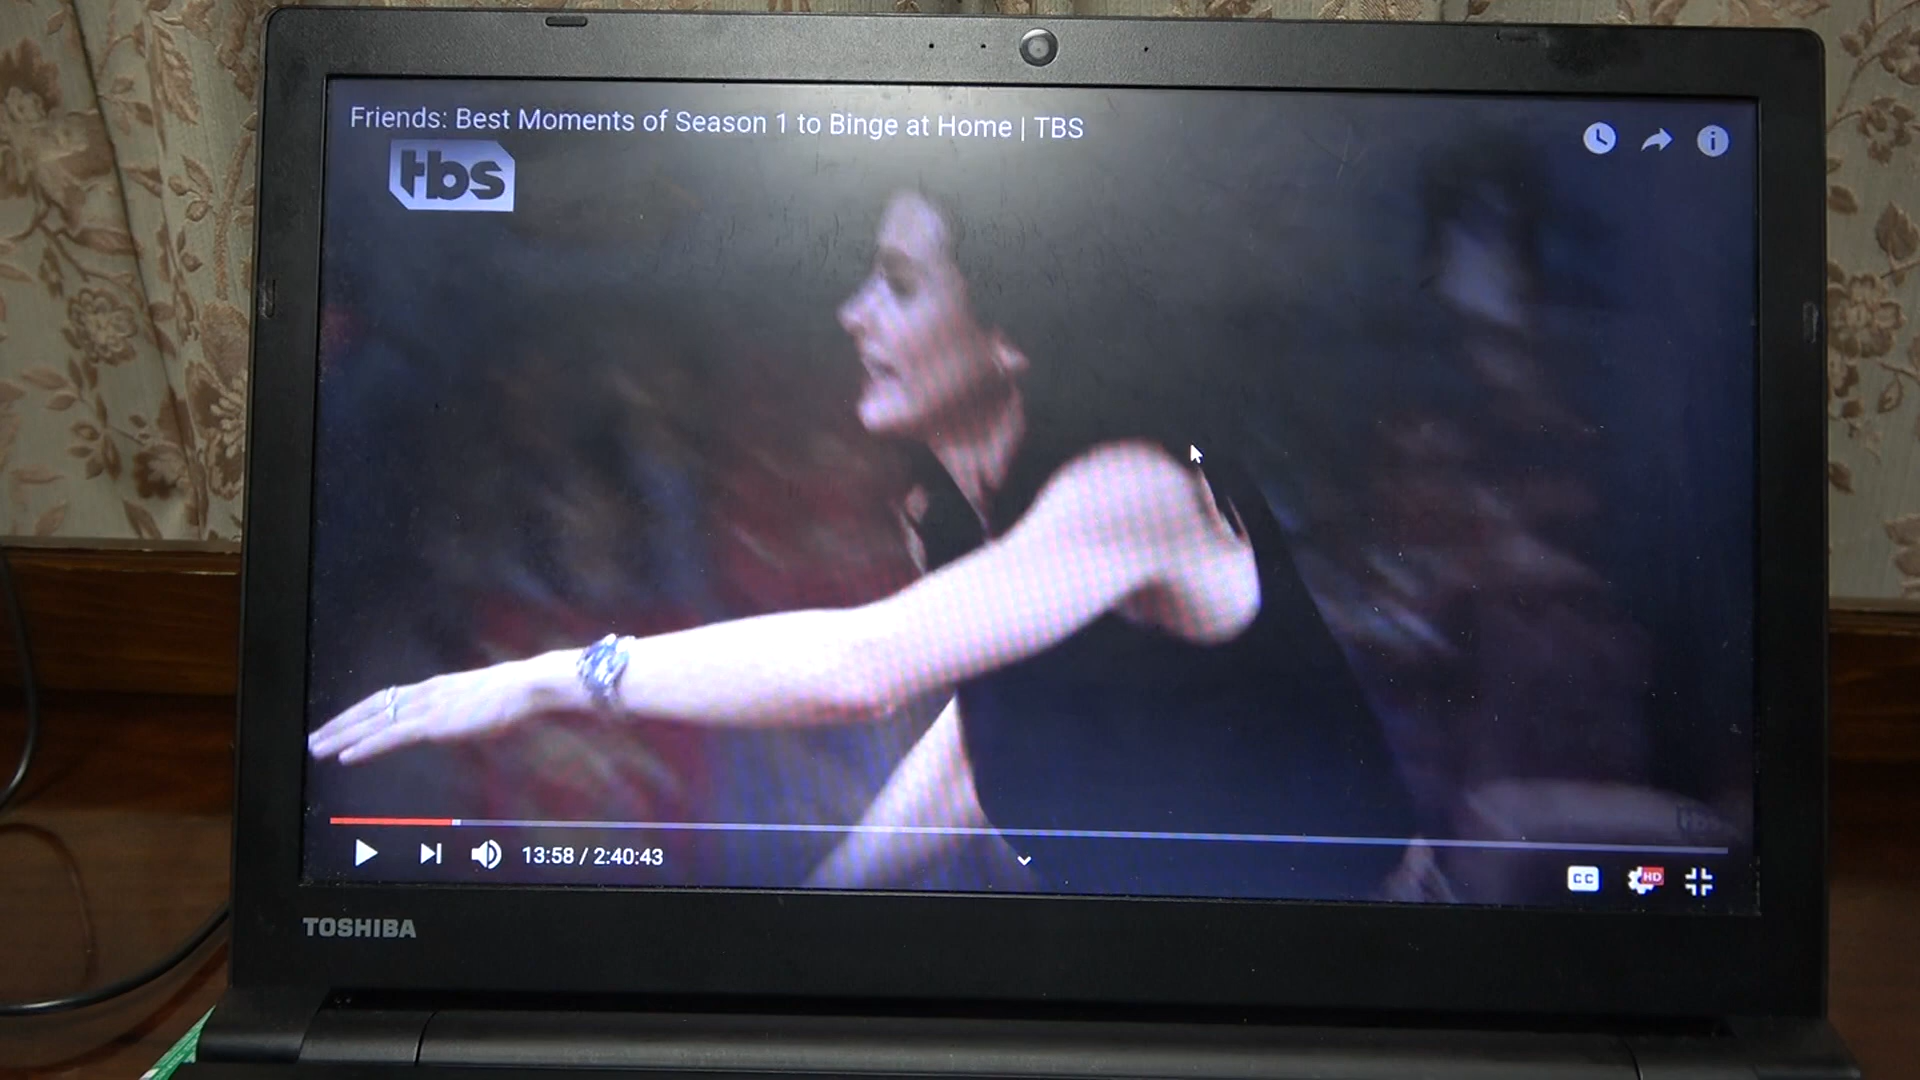 Friends: Best Moments of Season 1 to Binge at Home | TBS
tbs
tbs
13:58 / 2:40:43
CC
HD
TOSHIBA